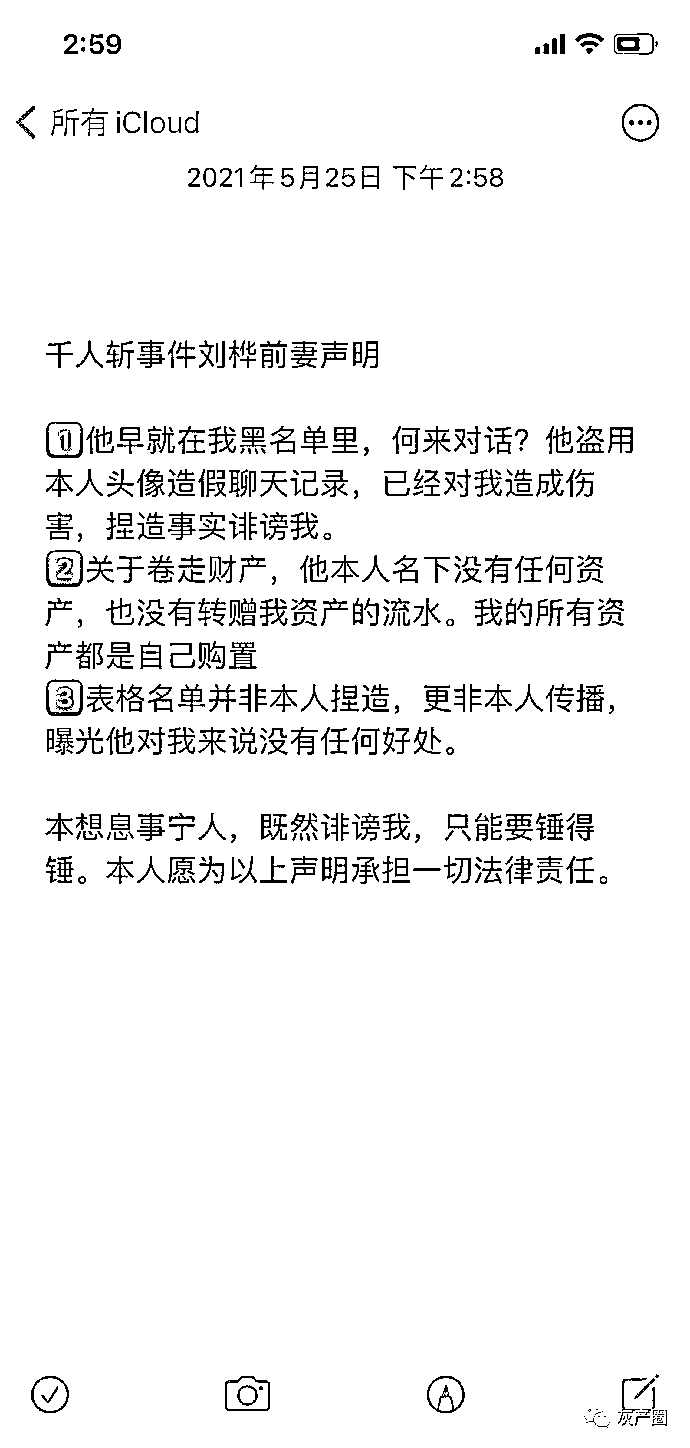 2:59
所有 iCloud
2021年5月25日 下午2:58
千人斩事件刘桦前妻声明
1️⃣他早就在我黑名单里，何来对话？他盗用
本人头像造假聊天记录，已经对我造成伤
害，捏造事实诽谤我。
2️⃣关于卷走财产，他本人名下没有任何资
产，也没有转赠我资产的流水。我的所有资
产都是自己购置
3️⃣表格名单并非本人捏造，更非本人传播，
曝光他对我来说没有任何好处。
本想息事宁人，既然诽谤我，只能要锤得
锤。本人愿为以上声明承担一切法律责任。
灰产圈